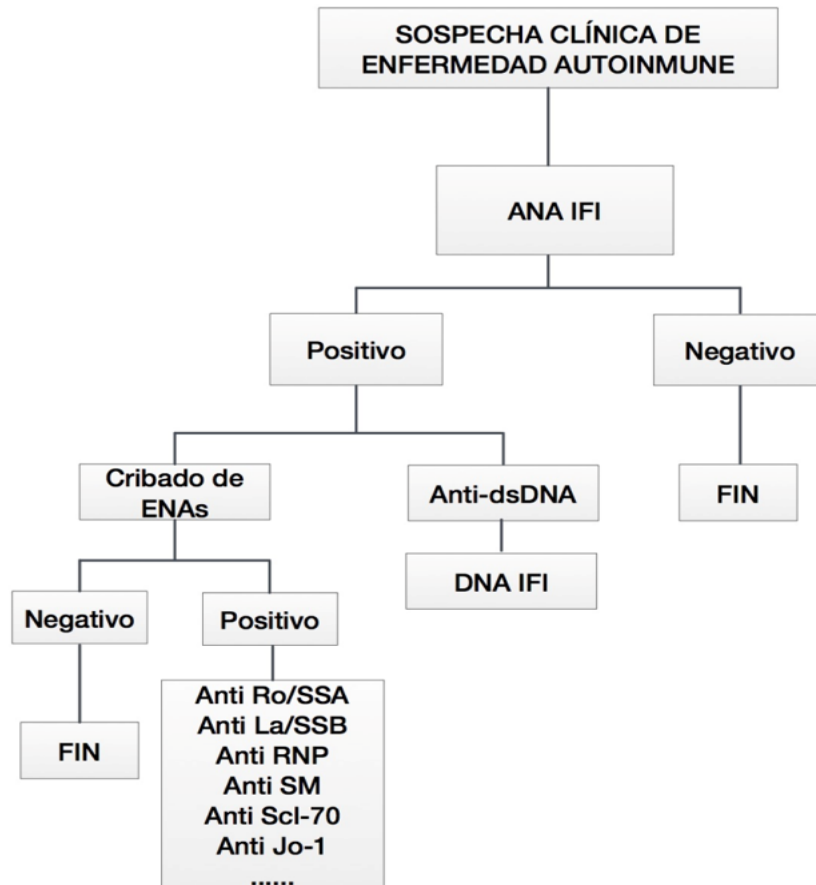 SOSPECHA CLÍNICA DE
ENFERMEDAD AUTOINMUNE
ANA IFI
Positivo
Negativo
Cribado de
ENAs
Anti-dsDNA
FIN
DNA IFI
Negativo
Positivo
FIN
Anti Ro/SSA
Anti La/SSB
Anti RNP
Anti SM
Anti Scl-70
Anti Jo-1
......